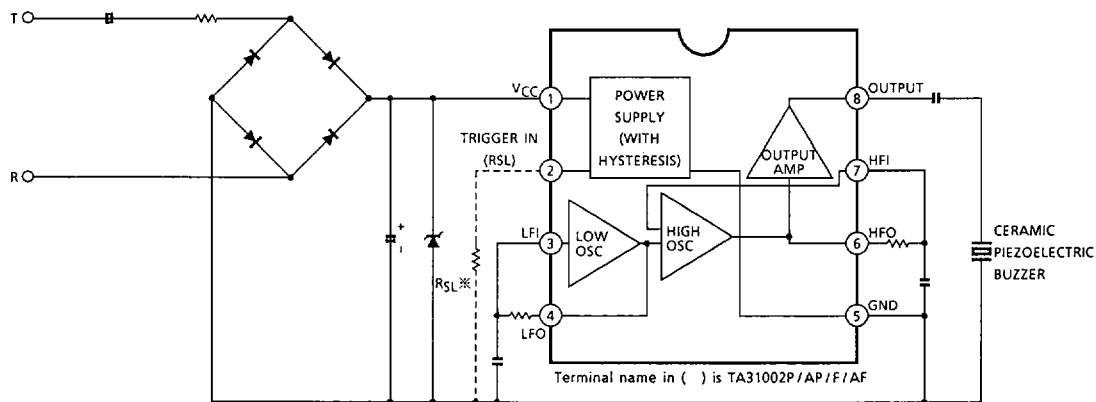 T
R
VCC
1
POWER
SUPPLY
(WITH
HYSTERESIS)
8
OUTPUT
TRIGGER IN
(RSL)
2
OUTPUT
AMP
7
HFI
LFI
3
LOW
OSC
HIGH
OSC
6
HFO
CERAMIC
PIEZOELECTRIC
BUZZER
+
-
RSL※
4
LFO
5
GND
Terminal name in ( ) is TA31002P/AP/F/AF